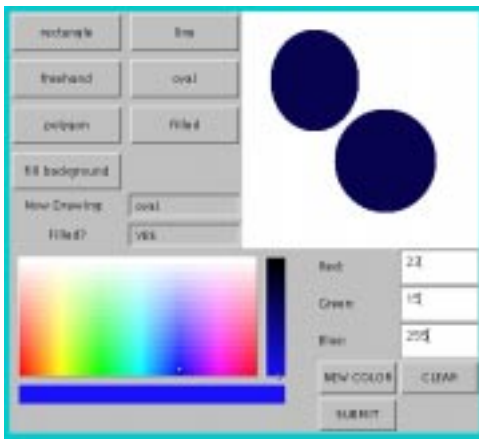 rectangle line
freehand oval
polygon filled
fill background
Now Drawing: oval
Filled? YES
Red: 23
Green: 15
Blue: 255
NEW COLOR CLEAR
SUBMIT